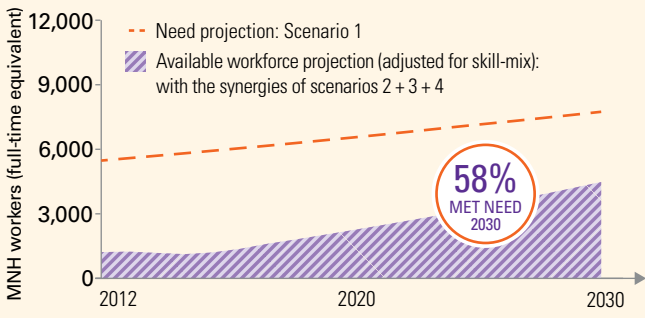 MNH workers (full-time equivalent)
12,000
9,000
6,000
3,000
0
Need projection: Scenario 1
Available workforce projection (adjusted for skill-mix):
with the synergies of scenarios 2 + 3 + 4
58%
MET NEED
2030
2012
2020
2030